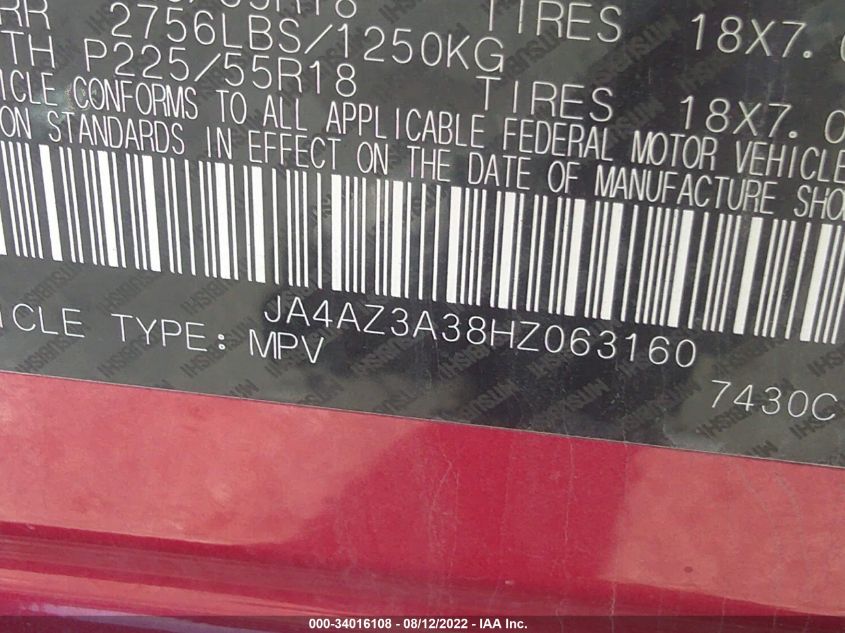 55R18 TIRES 18X7.
RR 2756LBS/1250KG
TH P225/55R18 TIRES 18X7.0
ICLE CONFORMS TO ALL APPLICABLE FEDERAL MOTOR VEHICLE
ON STANDARDS IN EFFECT ON THE DATE OF MANUFACTURE SHO
JA4AZ3A38HZ063160
ICLE TYPE: MPV
7430C
MITSUBISHI
000-34016108 - 08/12/2022 - IAA Inc.